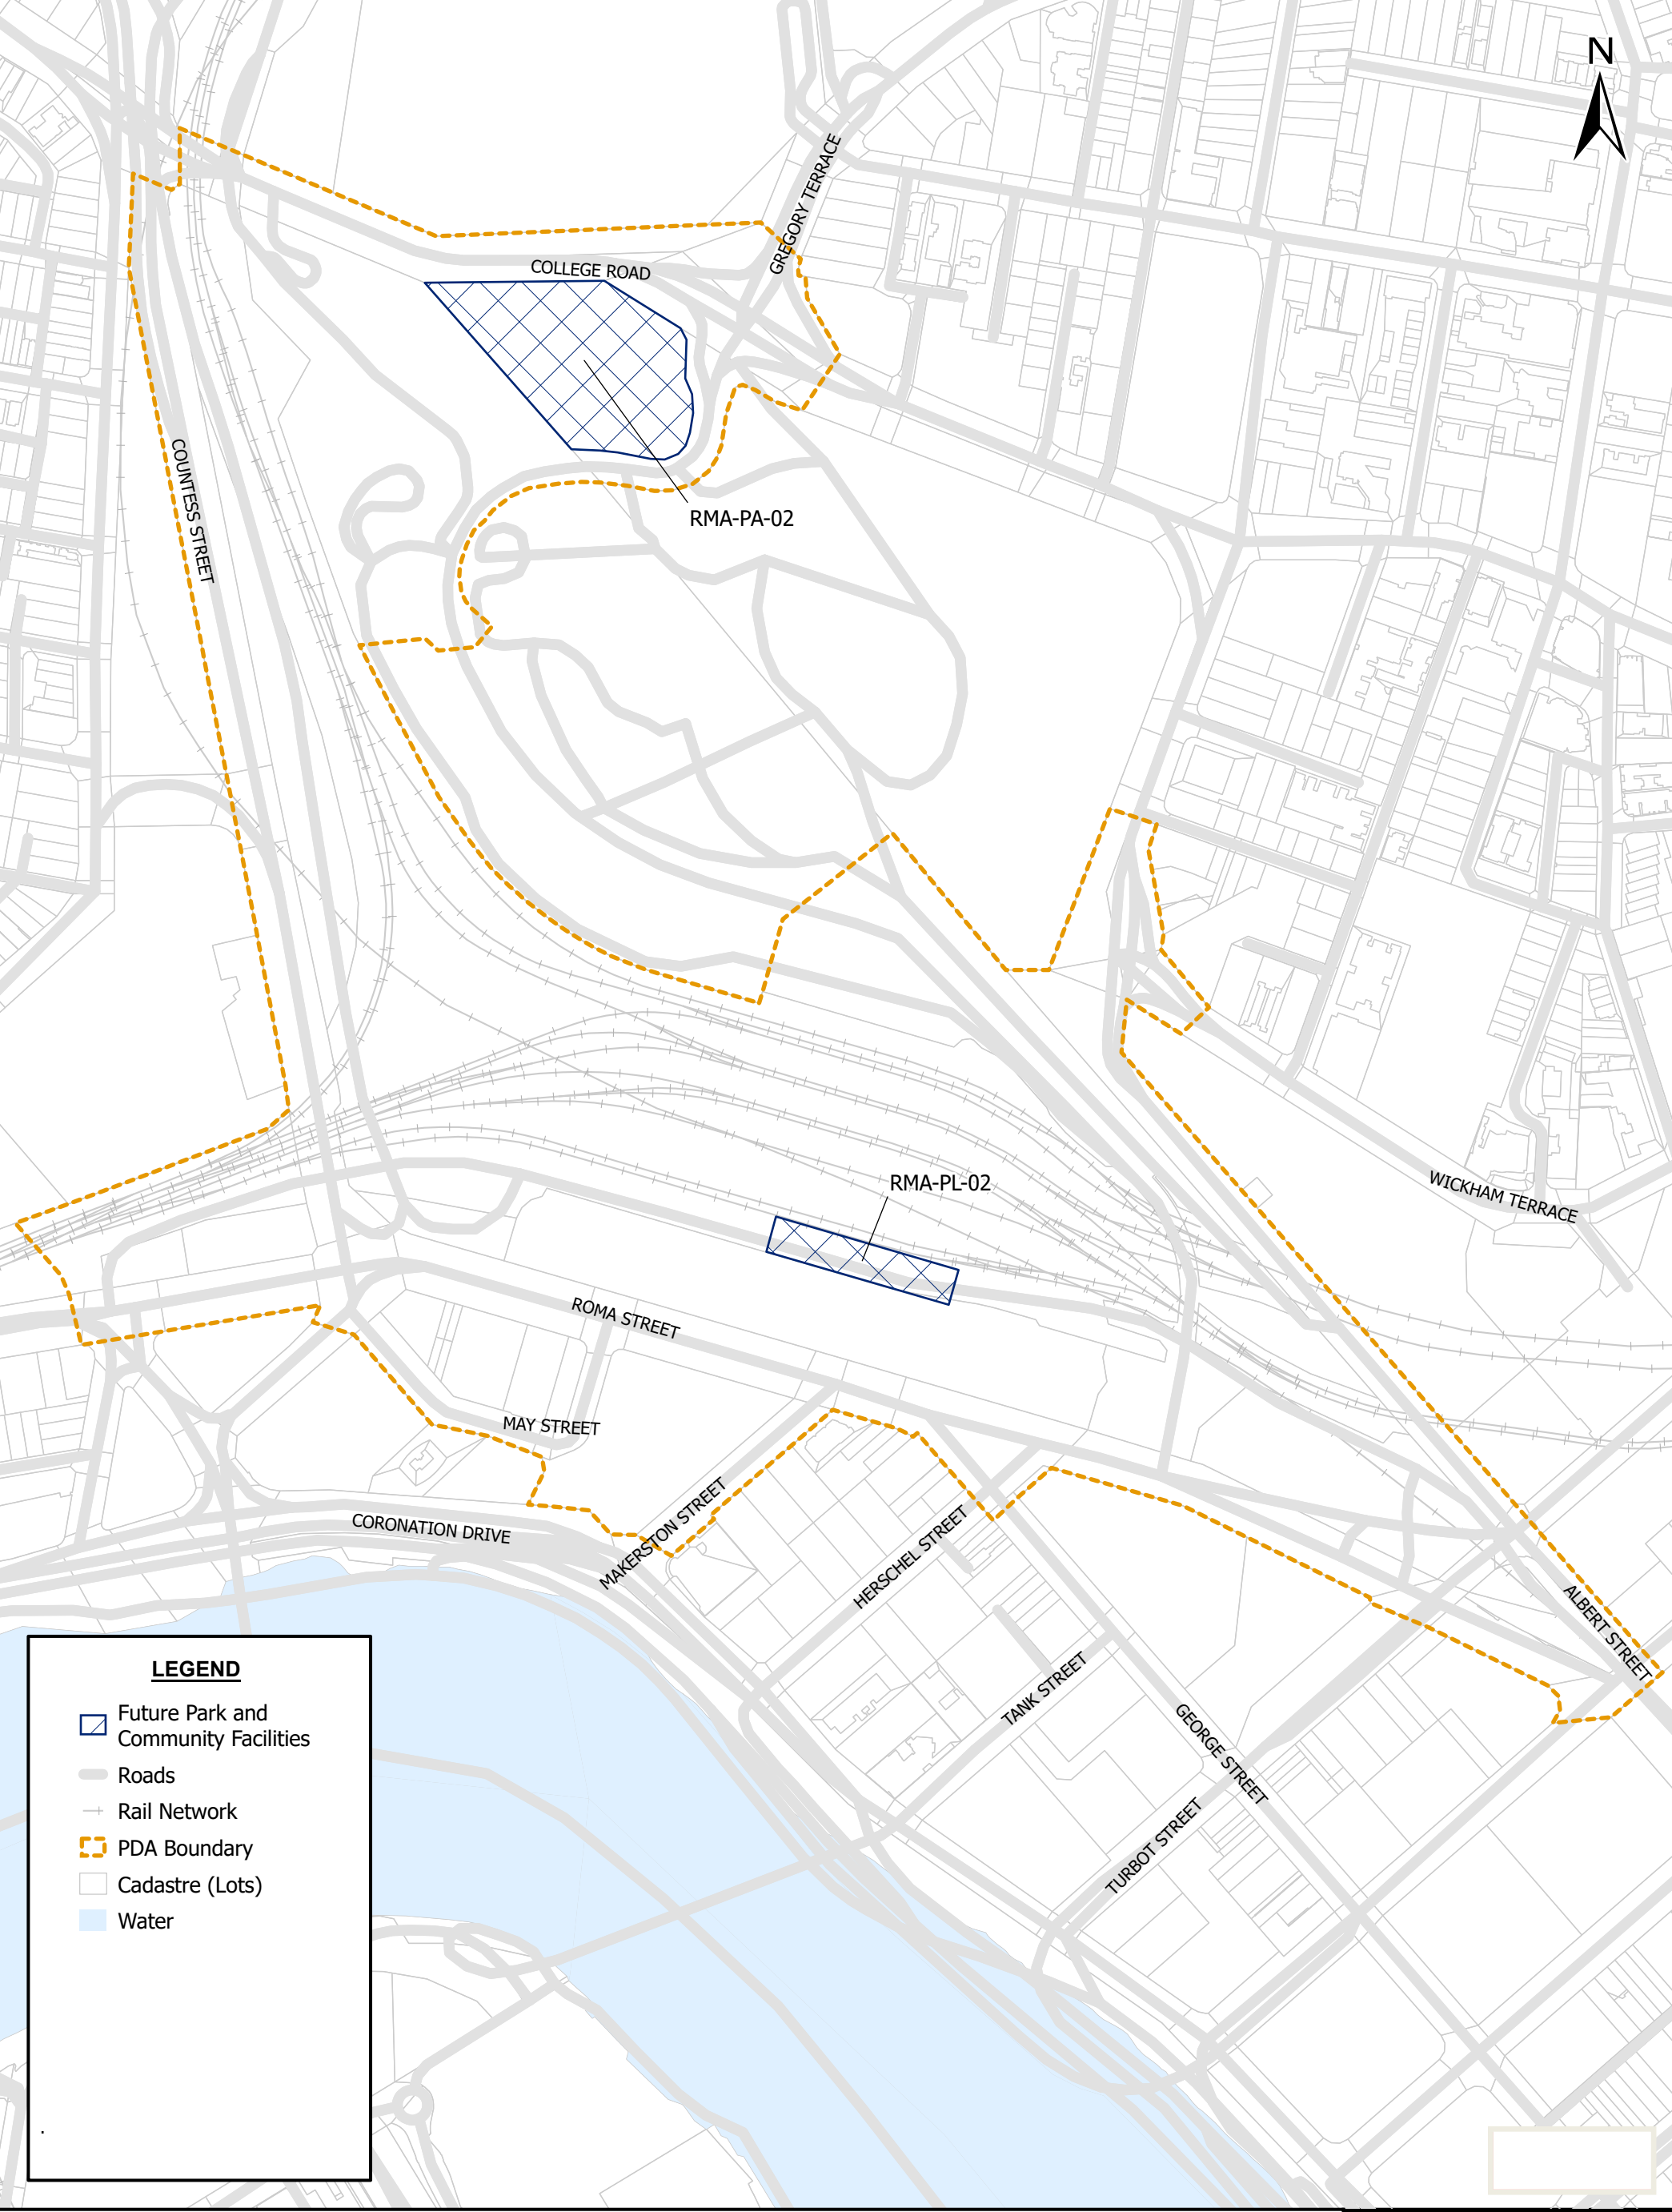 N
GREGORY TERRACE
COLLEGE ROAD
COUNTESS STREET
RMA-PA-02
RMA-PL-02
WICKHAM TERRACE
ROMA STREET
MAY STREET
CORONATION DRIVE
MAKERSTON STREET
HERSCHEL STREET
ALBERT STREET
TANK STREET
GEORGE STREET
TURBOT STREET
LEGEND
Future Park and
Community Facilities
Roads
Rail Network
PDA Boundary
Cadastre (Lots)
Water
.